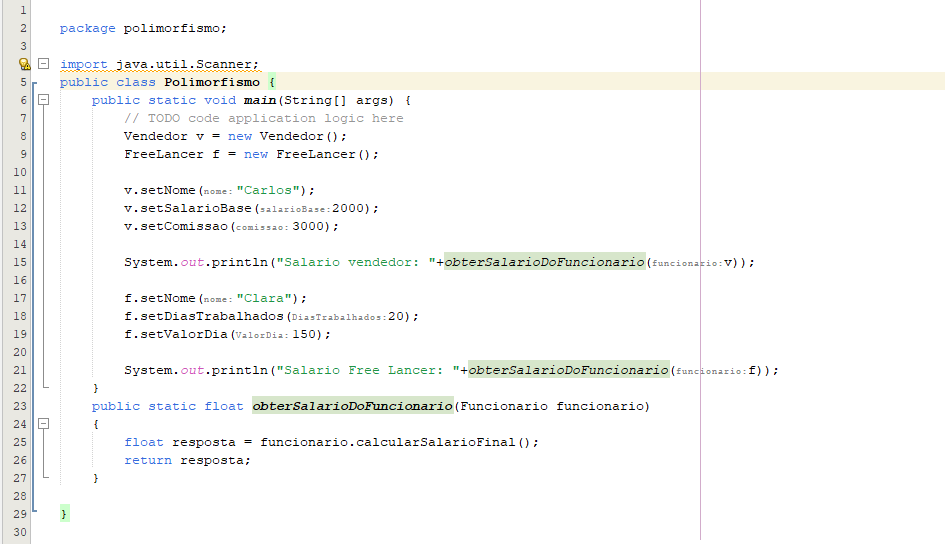 1
2 package polimorfismo;
3
import java.util.Scanner;
5 public class Polimorfismo {
6 public static void main(String[] args) {
7 // TODO code application logic here
8 Vendedor v = new Vendedor();
9 FreeLancer f = new FreeLancer();
10
11 v.setNome(nome: "Carlos");
12 v.setSalarioBase(salarioBase: 2000);
13 v.setComissao(comissao: 3000);
14
15 System.out.println("Salario vendedor: "+obterSalarioDoFuncionario(funcionario: v));
16
17 f.setNome(nome: "Clara");
18 f.setDiasTrabalhados(DiasTrabalhados: 20);
19 f.setValorDia(ValorDia: 150);
20
21 System.out.println("Salario Free Lancer: "+obterSalarioDoFuncionario(funcionario: f));
22 }
23 public static float obterSalarioDoFuncionario(Funcionario funcionario)
24 {
25 float resposta = funcionario.calcularSalarioFinal();
26 return resposta;
27 }
28
29 }
30